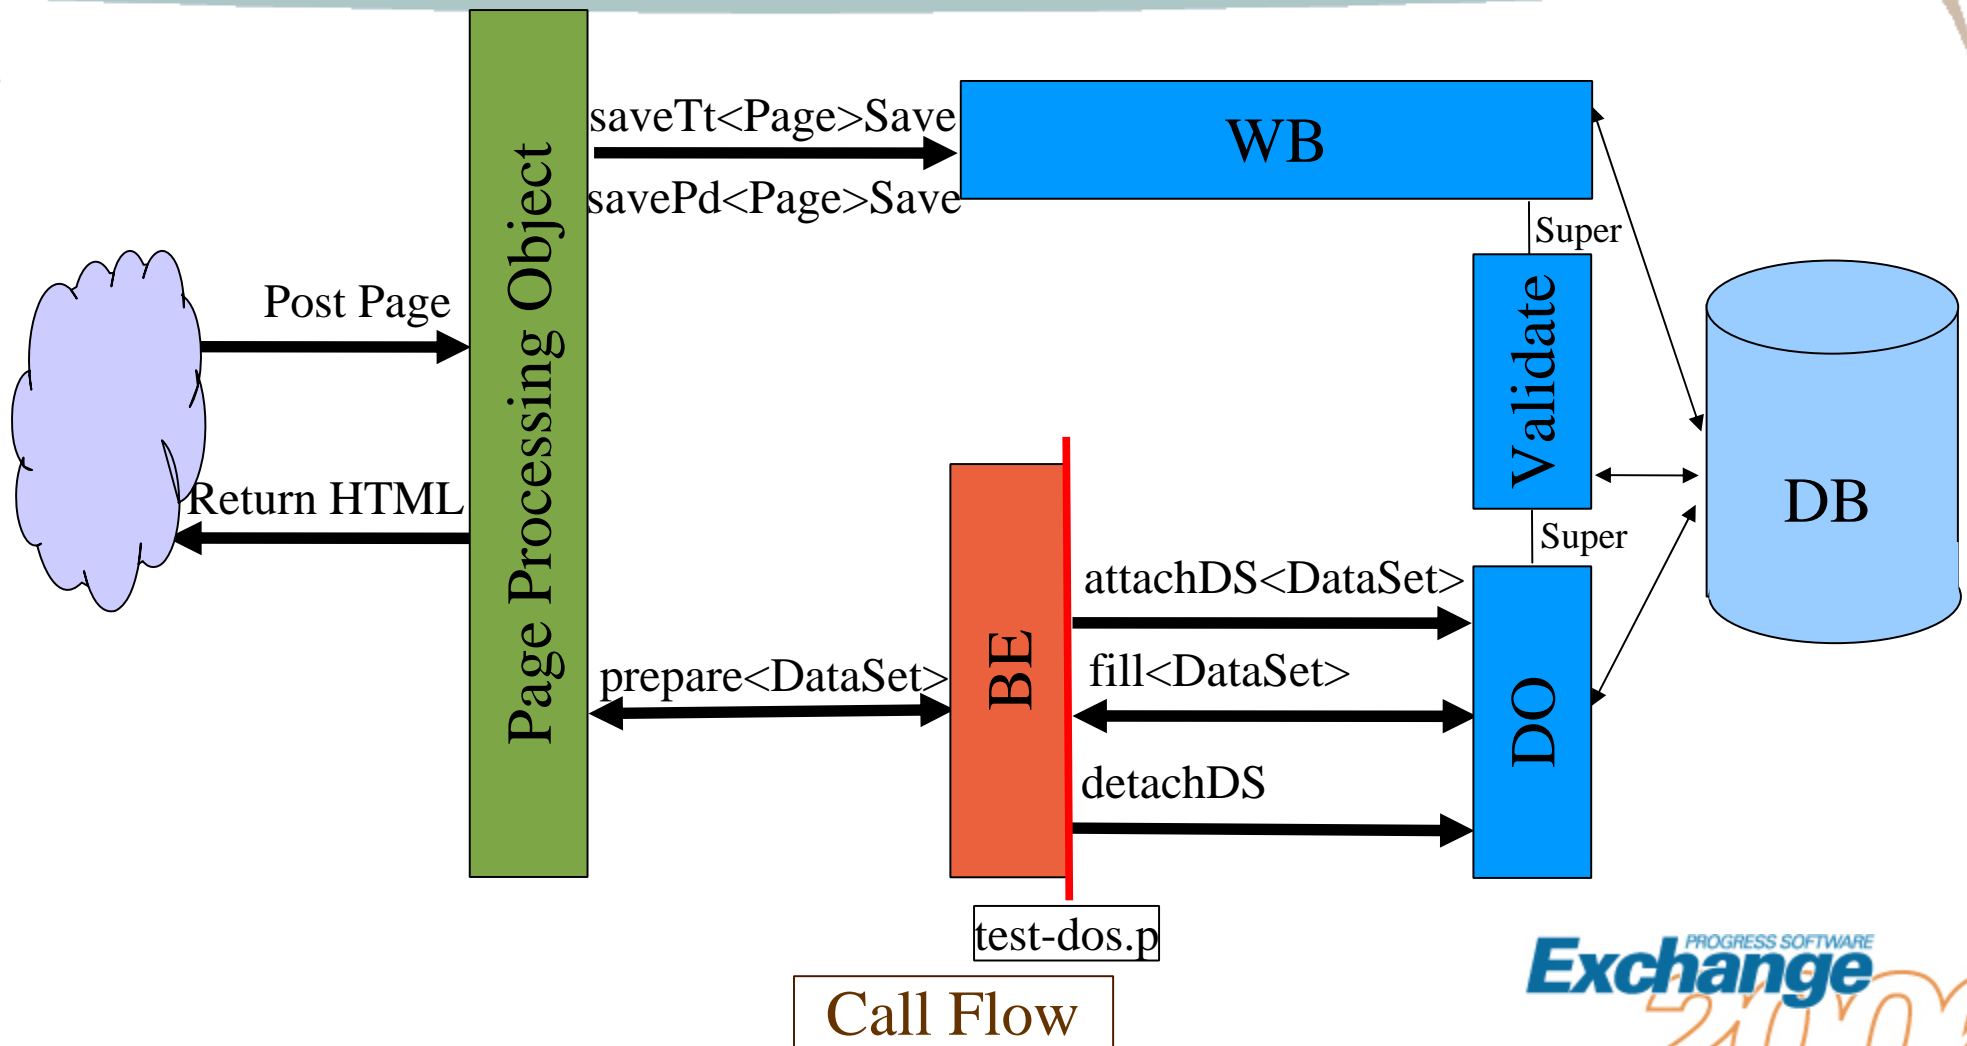 saveTt<Page>Save
savePd<Page>Save
WB
Super
Post Page
Page Processing Object
Validate
DB
Return HTML
Super
attachDS<DataSet>
prepare<DataSet>
BE
fill<DataSet>
DO
detachDS
test-dos.p
Call Flow
PROGRESS SOFTWARE
Exchange